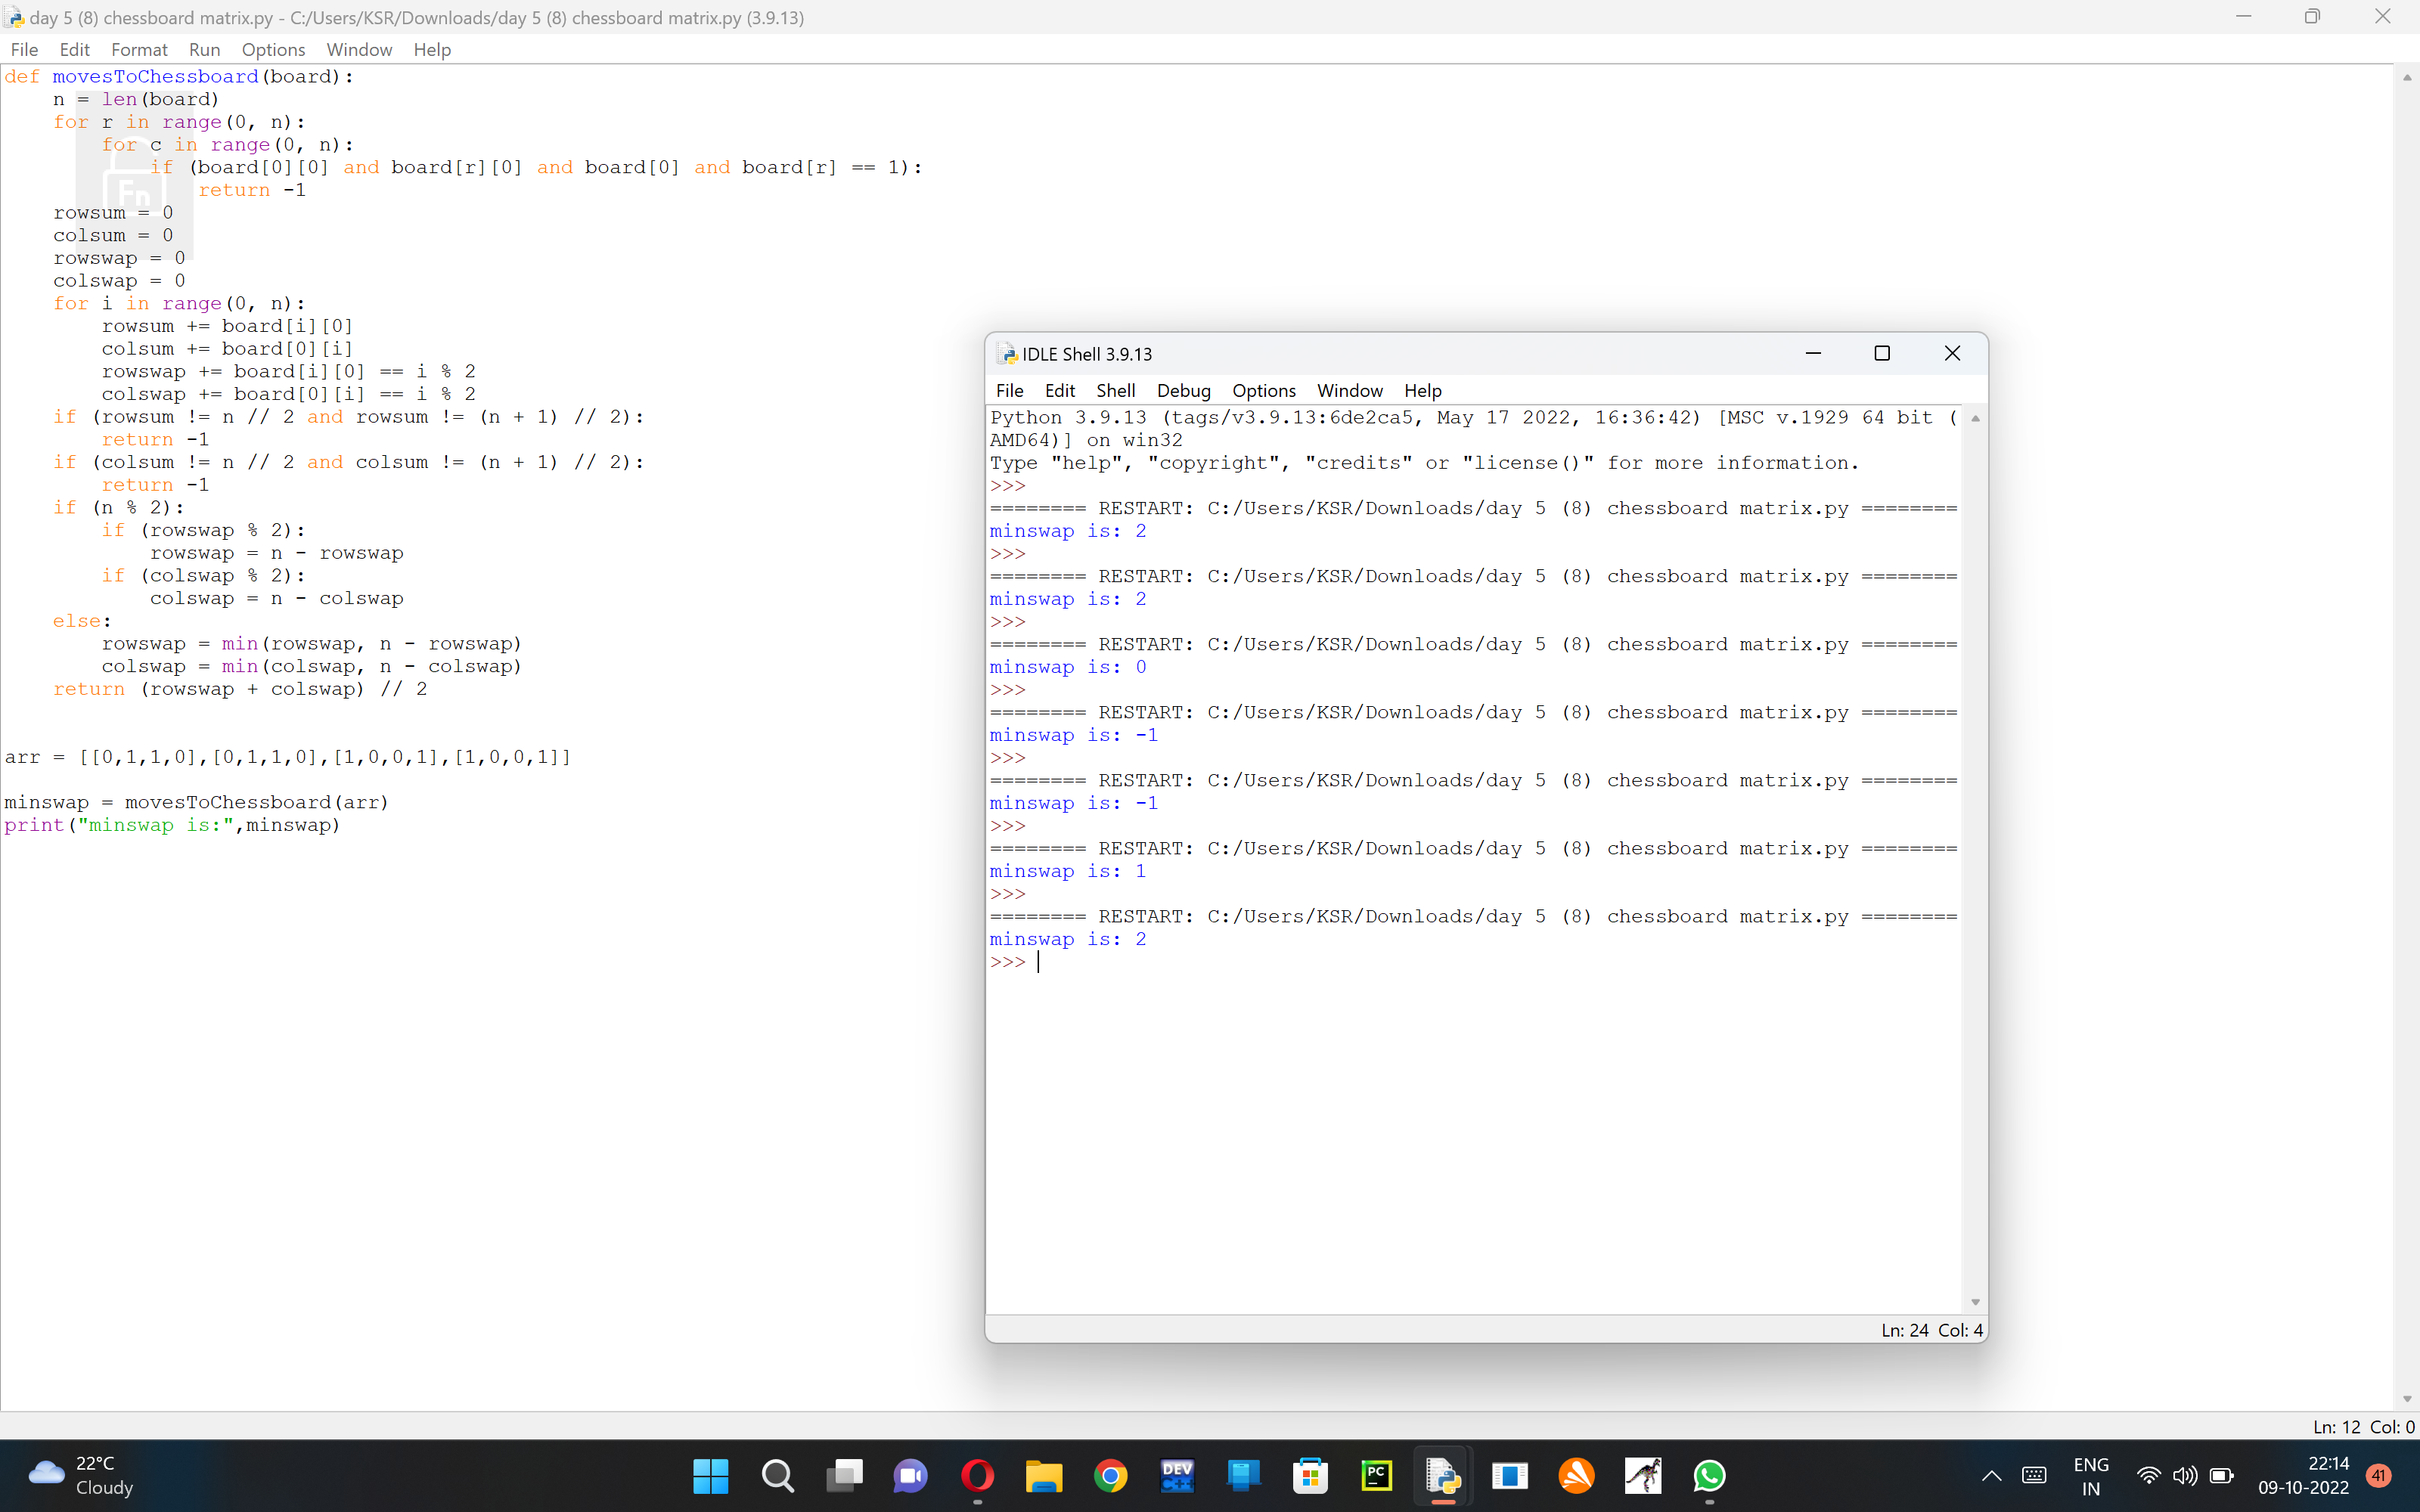 day 5 (8) chessboard matrix.py - C:/Users/KSR/Downloads/day 5 (8) chessboard matrix.py (3.9.13)
File Edit Format Run Options Window Help
def movesToChessboard(board):
    n = len(board)
    for r in range(0, n):
        for c in range(0, n):
            if (board[0][0] and board[r][0] and board[0] and board[r] == 1):
                return -1
    rowsum = 0
    colsum = 0
    rowswap = 0
    colswap = 0
    for i in range(0, n):
        rowsum += board[i][0]
        colsum += board[0][i]
        rowswap += board[i][0] == i % 2
        colswap += board[0][i] == i % 2
    if (rowsum != n // 2 and rowsum != (n + 1) // 2):
        return -1
    if (colsum != n // 2 and colsum != (n + 1) // 2):
        return -1
    if (n % 2):
        if (rowswap % 2):
            rowswap = n - rowswap
        if (colswap % 2):
            colswap = n - colswap
    else:
        rowswap = min(rowswap, n - rowswap)
        colswap = min(colswap, n - colswap)
    return (rowswap + colswap) // 2
arr = [[0,1,1,0],[0,1,1,0],[1,0,0,1],[1,0,0,1]]
minswap = movesToChessboard(arr)
print("minswap is:",minswap)
Fn
IDLE Shell 3.9.13
File Edit Shell Debug Options Window Help
Python 3.9.13 (tags/v3.9.13:6de2ca5, May 17 2022, 16:36:42) [MSC v.1929 64 bit (
AMD64)] on win32
Type "help", "copyright", "credits" or "license()" for more information.
>>>
======== RESTART: C:/Users/KSR/Downloads/day 5 (8) chessboard matrix.py ========
minswap is: 2
>>>
======== RESTART: C:/Users/KSR/Downloads/day 5 (8) chessboard matrix.py ========
minswap is: 2
>>>
======== RESTART: C:/Users/KSR/Downloads/day 5 (8) chessboard matrix.py ========
minswap is: 0
>>>
======== RESTART: C:/Users/KSR/Downloads/day 5 (8) chessboard matrix.py ========
minswap is: -1
>>>
======== RESTART: C:/Users/KSR/Downloads/day 5 (8) chessboard matrix.py ========
minswap is: -1
>>>
======== RESTART: C:/Users/KSR/Downloads/day 5 (8) chessboard matrix.py ========
minswap is: 1
>>>
======== RESTART: C:/Users/KSR/Downloads/day 5 (8) chessboard matrix.py ========
minswap is: 2
>>>
Ln: 24 Col: 4
Ln: 12 Col: 0
22°C
Cloudy
DEV
C++
PC
ENG
IN
22:14
09-10-2022
41